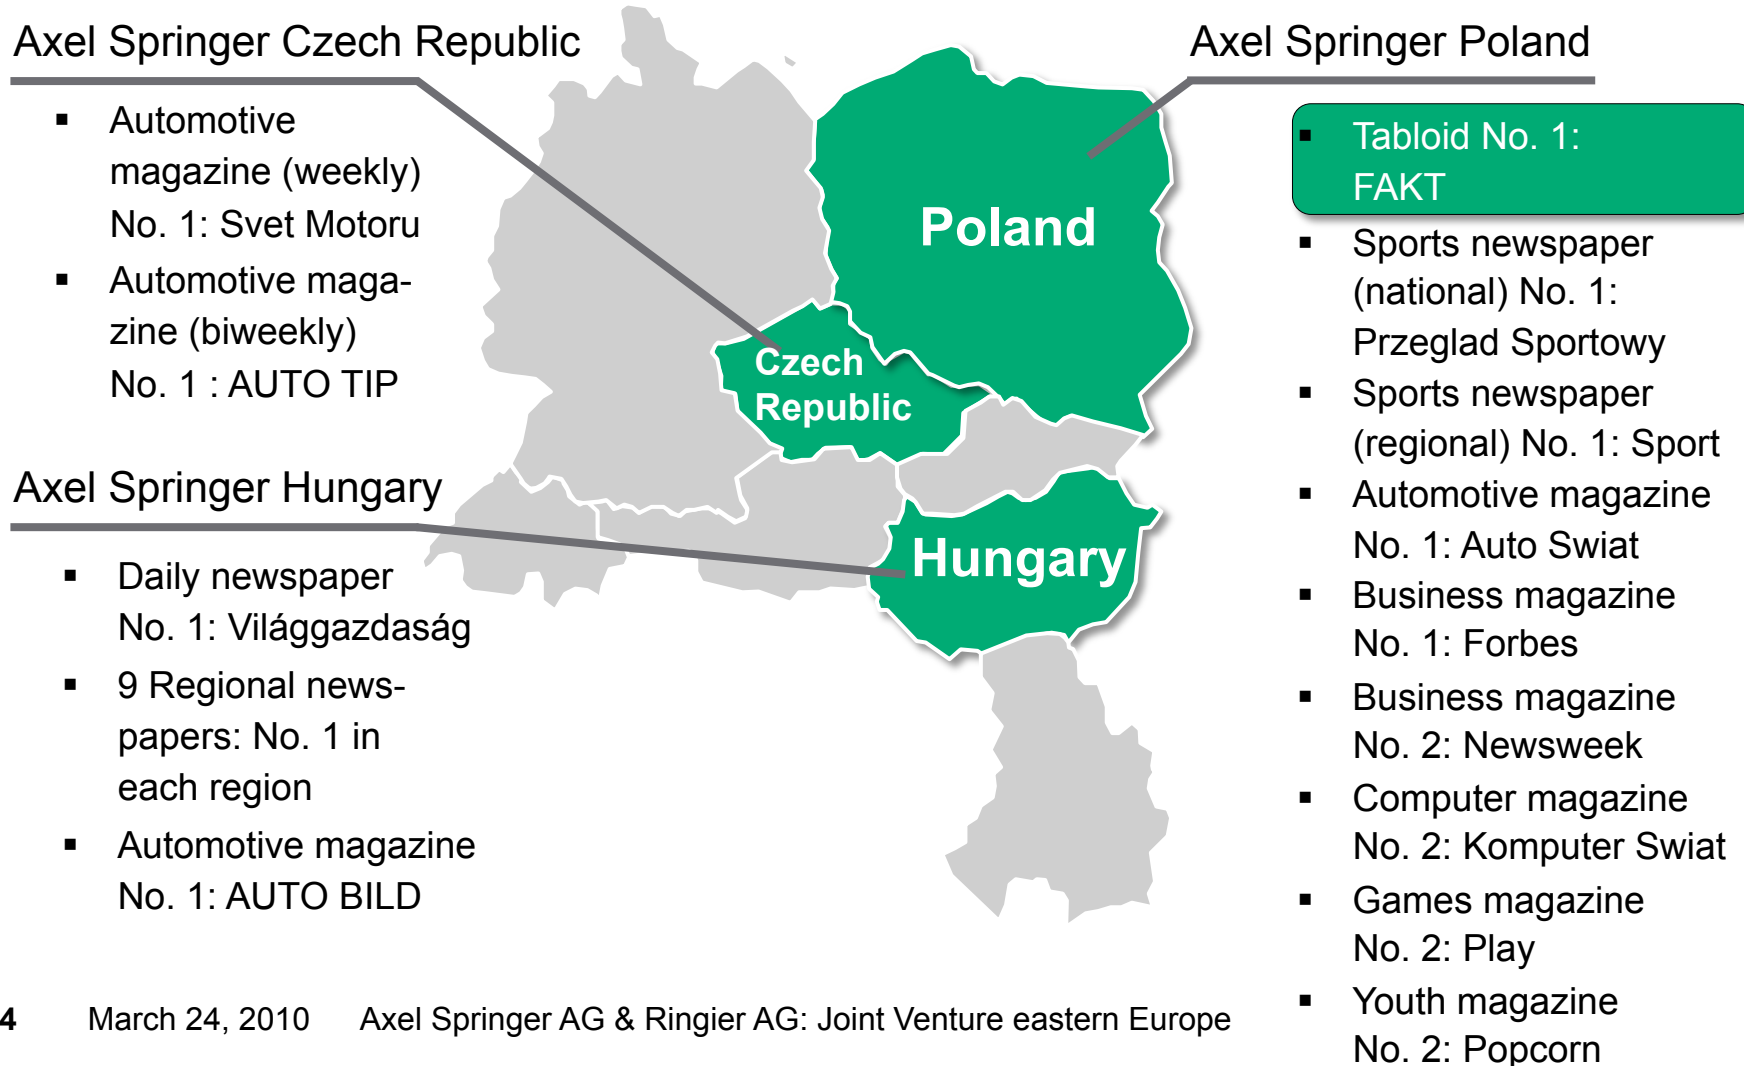 Axel Springer Czech Republic
▪ Automotive
magazine (weekly)
No. 1: Svet Motoru
▪ Automotive maga-
zine (biweekly)
No. 1 : AUTO TIP
Axel Springer Hungary
▪ Daily newspaper
No. 1: Világgazdaság
▪ 9 Regional news-
papers: No. 1 in
each region
▪ Automotive magazine
No. 1: AUTO BILD
Poland
Czech
Republic
Hungary
Axel Springer Poland
▪ Tabloid No. 1:
FAKT
▪ Sports newspaper
(national) No. 1:
Przeglad Sportowy
▪ Sports newspaper
(regional) No. 1: Sport
▪ Automotive magazine
No. 1: Auto Swiat
▪ Business magazine
No. 1: Forbes
▪ Business magazine
No. 2: Newsweek
▪ Computer magazine
No. 2: Komputer Swiat
▪ Games magazine
No. 2: Play
▪ Youth magazine
No. 2: Popcorn
4 March 24, 2010 Axel Springer AG & Ringier AG: Joint Venture eastern Europe